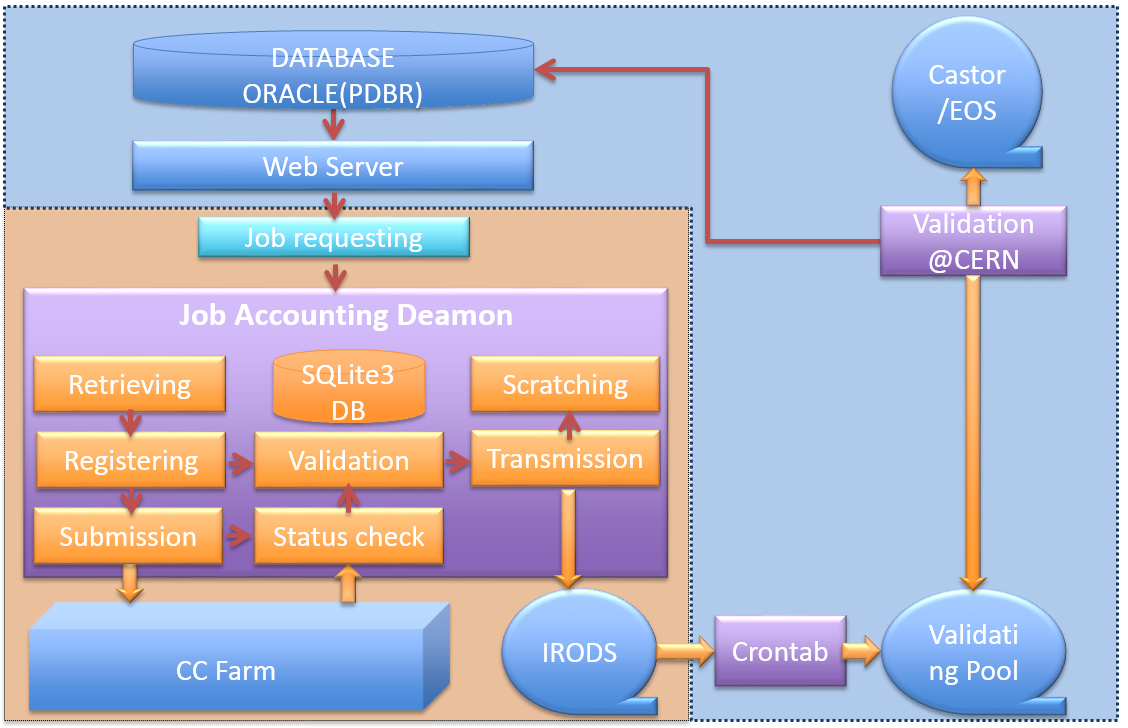 DATABASE
ORACLE(PDBR)
Castor
/EOS
Web Server
Job requesting
Validation
@CERN
Job Accounting Deamon
Retrieving
SQLite3
DB
Scratching
Registering
Validation
Transmission
Submission
Status check
CC Farm
IRODS
Crontab
Validati
ng Pool